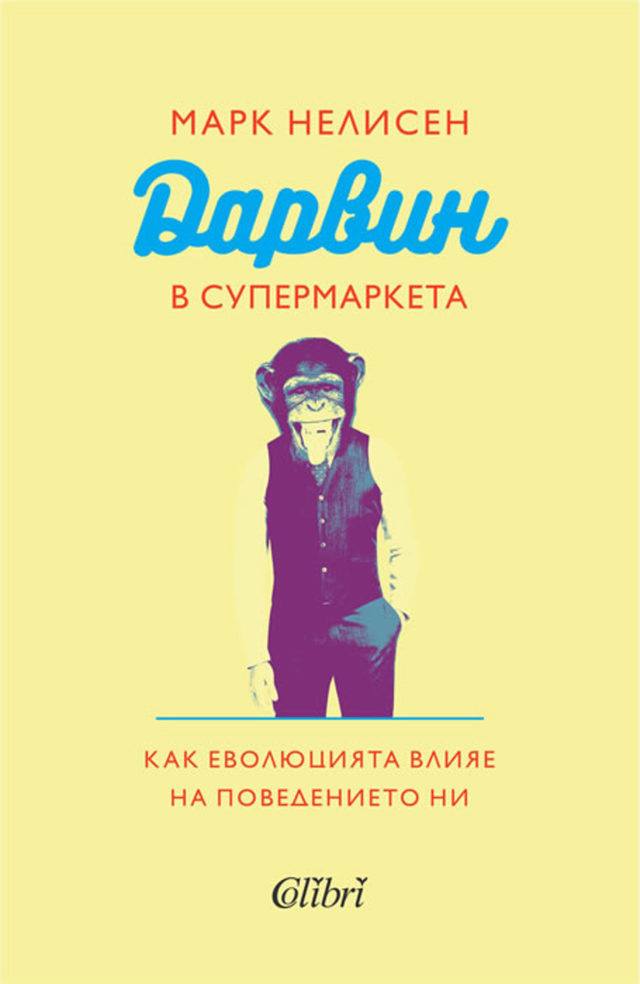 МАРК НЕЛИСЕН
Дарвин
В СУПЕРМАРКЕТА
КАК ЕВОЛЮЦИЯТА ВЛИЯЕ
НА ПОВЕДЕНИЕТО НИ
Colibri